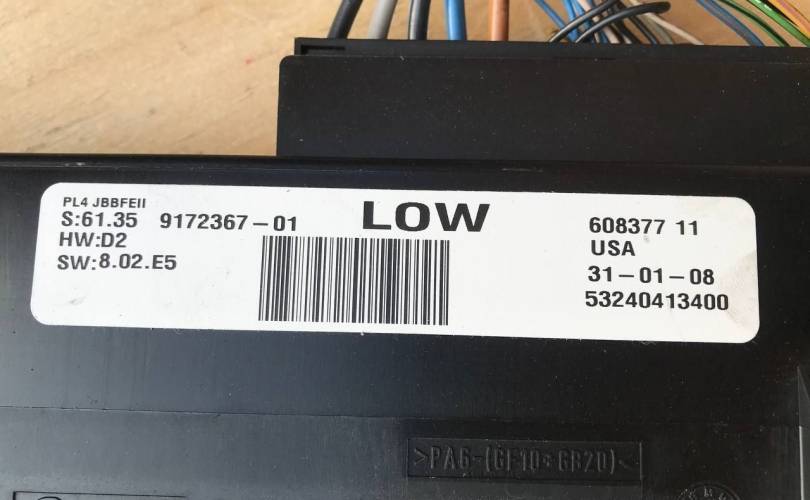 PL4 JBBFEII
S:61.35 9172367-01 LOW
HW:D2
SW:8.02.E5
608377 11
USA
31-01-08
53240413400
>PA6-(GF10+GB20)<